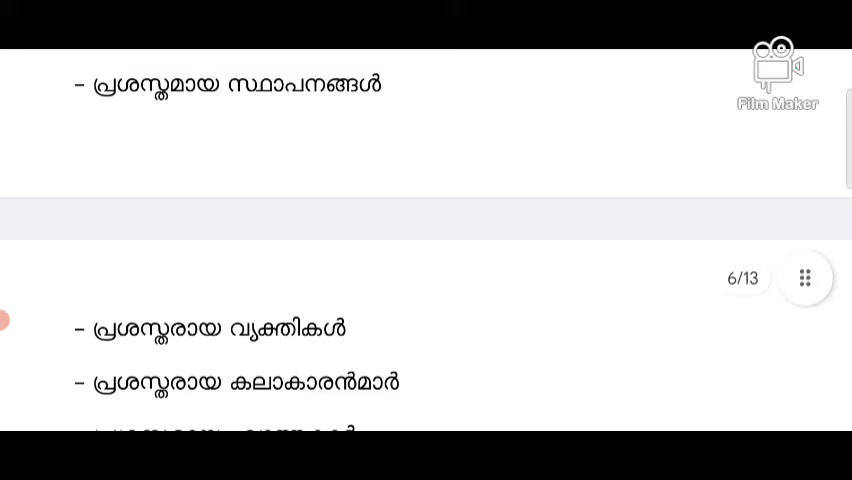 – പ്രശസ്തമായ സ്ഥാപനങ്ങൾ
Film Maker
6/13
– പ്രശസ്തരായ വ്യക്തികൾ
– പ്രശസ്തരായ കലാകാരൻമാർ